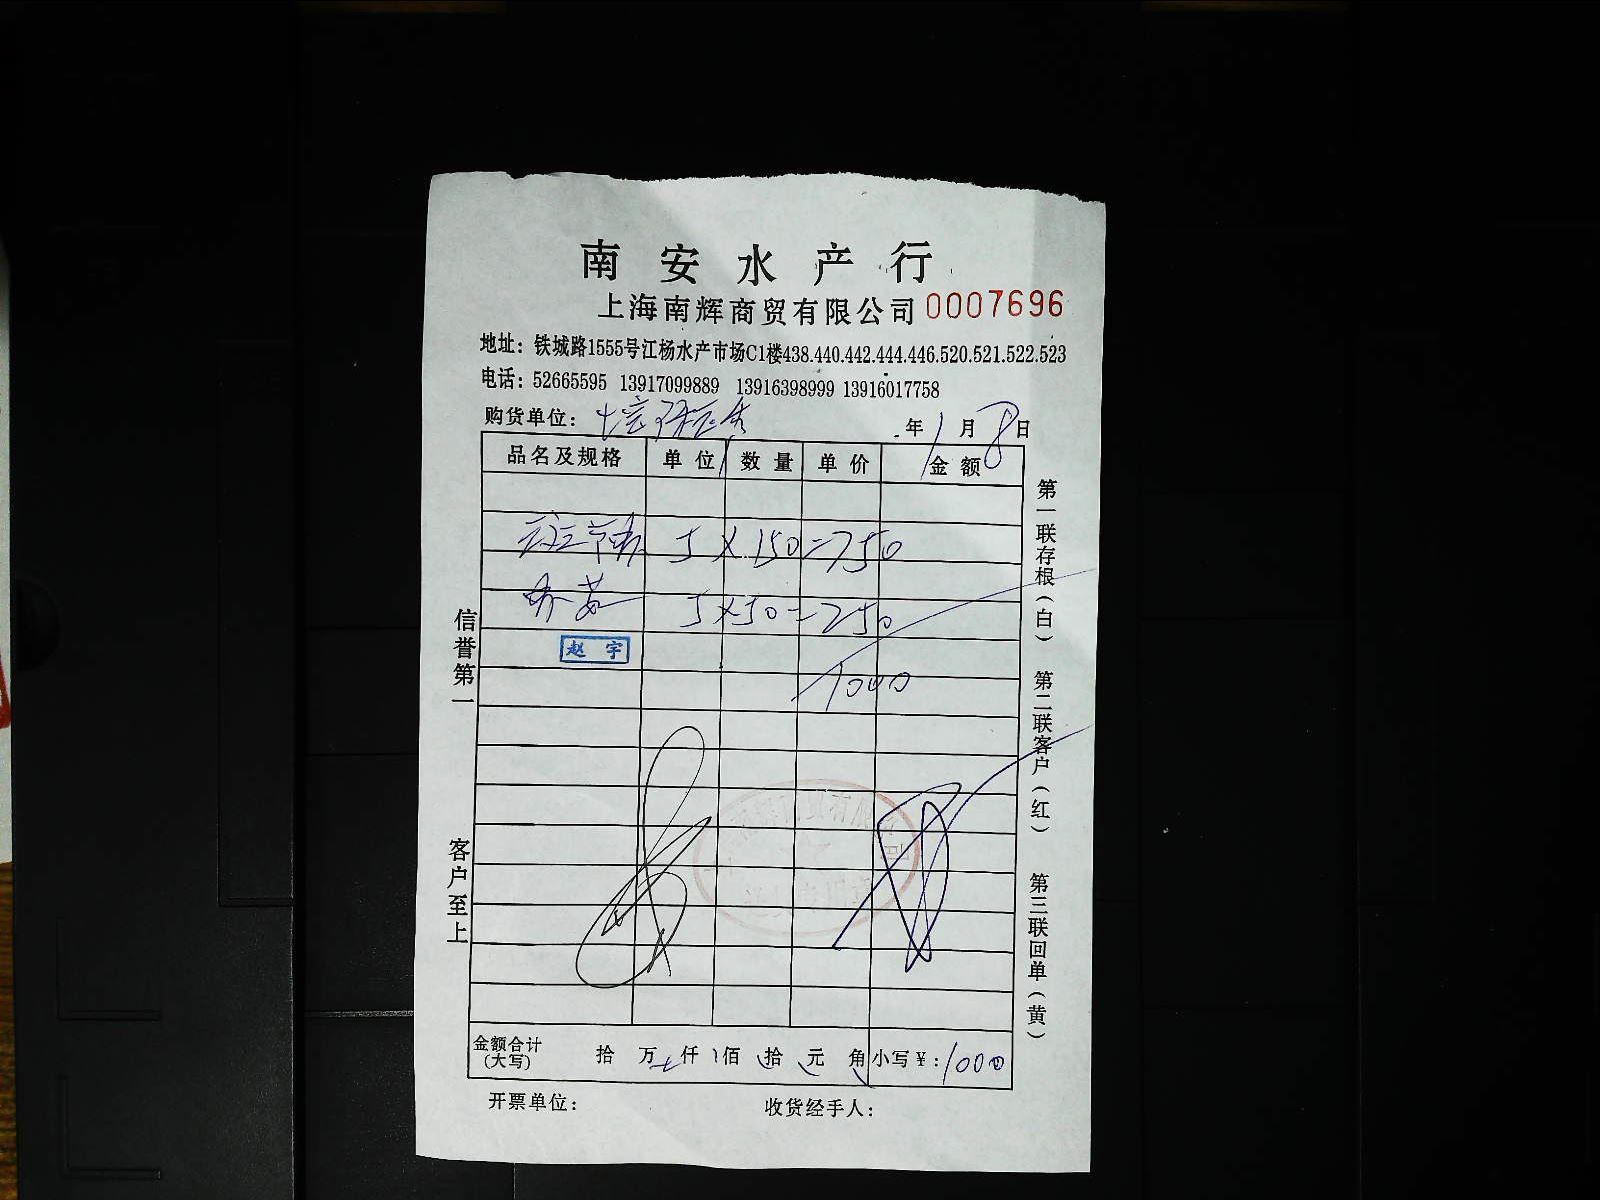 南安水产行
上海南辉商贸有限公司 0007696
地址：铁城路1555号江杨水产市场C1楼438.440.442.444.446.520.521.522.523
电话：52665595 13917099889 13916398999 13916017758
购货单位： 年1月8日
品名及规格 单位 数量 单价 金额
斑节虾 5×150=750
5×50=250
赵宇
1000
金额合计(大写) 拾 万 仟 佰 拾 元 角 小写￥：1000
开票单位： 收货经手人：
信誉第一 客户至上
第一联存根(白) 第二联客户(红) 第三联回单(黄)